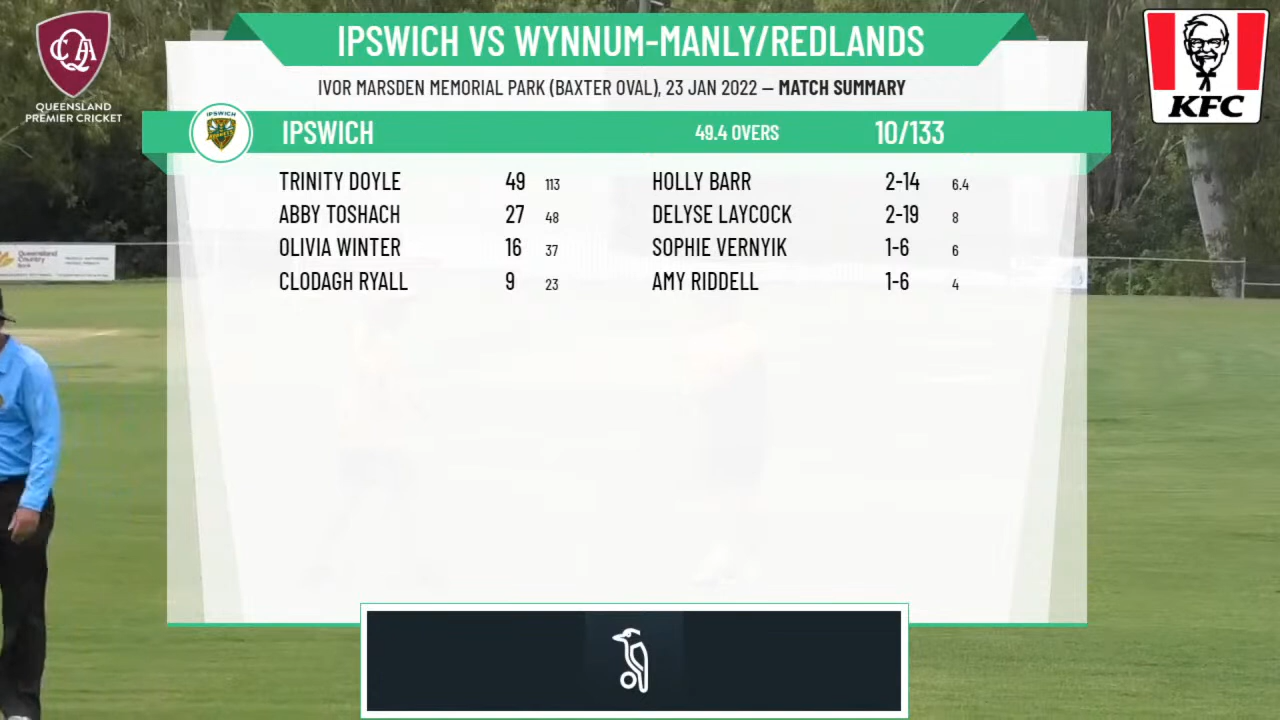 IPSWICH VS WYNNUM-MANLY/REDLANDS
IVOR MARSDEN MEMORIAL PARK (BAXTER OVAL), 23 JAN 2022 – MATCH SUMMARY
QUEENSLAND
PREMIER CRICKET
KFC
IPSWICH
IPSWICH 49.4 OVERS 10/133
TRINITY DOYLE 49 113 HOLLY BARR 2-14 6.4
ABBY TOSHACH 27 48 DELYSE LAYCOCK 2-19 8
OLIVIA WINTER 16 37 SOPHIE VERNYIK 1-6 6
CLODAGH RYALL 9 23 AMY RIDDELL 1-6 4
Queensland
Country
Bank